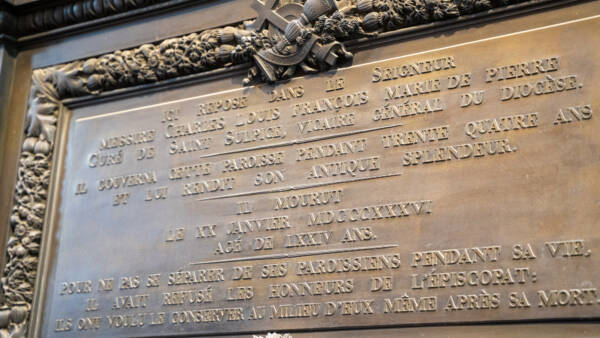 ICI REPOSE DANS LE SEIGNEUR
MESSIRE CHARLES LOUIS FRANÇOIS MARIE DE PIERRE
CURÉ DE SAINT SULPICE, VICAIRE GÉNÉRAL DU DIOCÈSE.
IL GOUVERNA CETTE PAROISSE PENDANT TRENTE QUATRE ANS
ET LUI RENDIT SON ANTIQUE SPLENDEUR.
IL MOURUT
LE XX JANVIER MDCCCXXXVI
AGÉ DE LXXIV ANS.
POUR NE PAS SE SÉPARER DE SES PAROISSIENS PENDANT SA VIE,
IL AVAIT REFUSÉ LES HONNEURS DE L'ÉPISCOPAT:
ILS ONT VOULU LE CONSERVER AU MILIEU D'EUX MÊME APRÈS SA MORT.